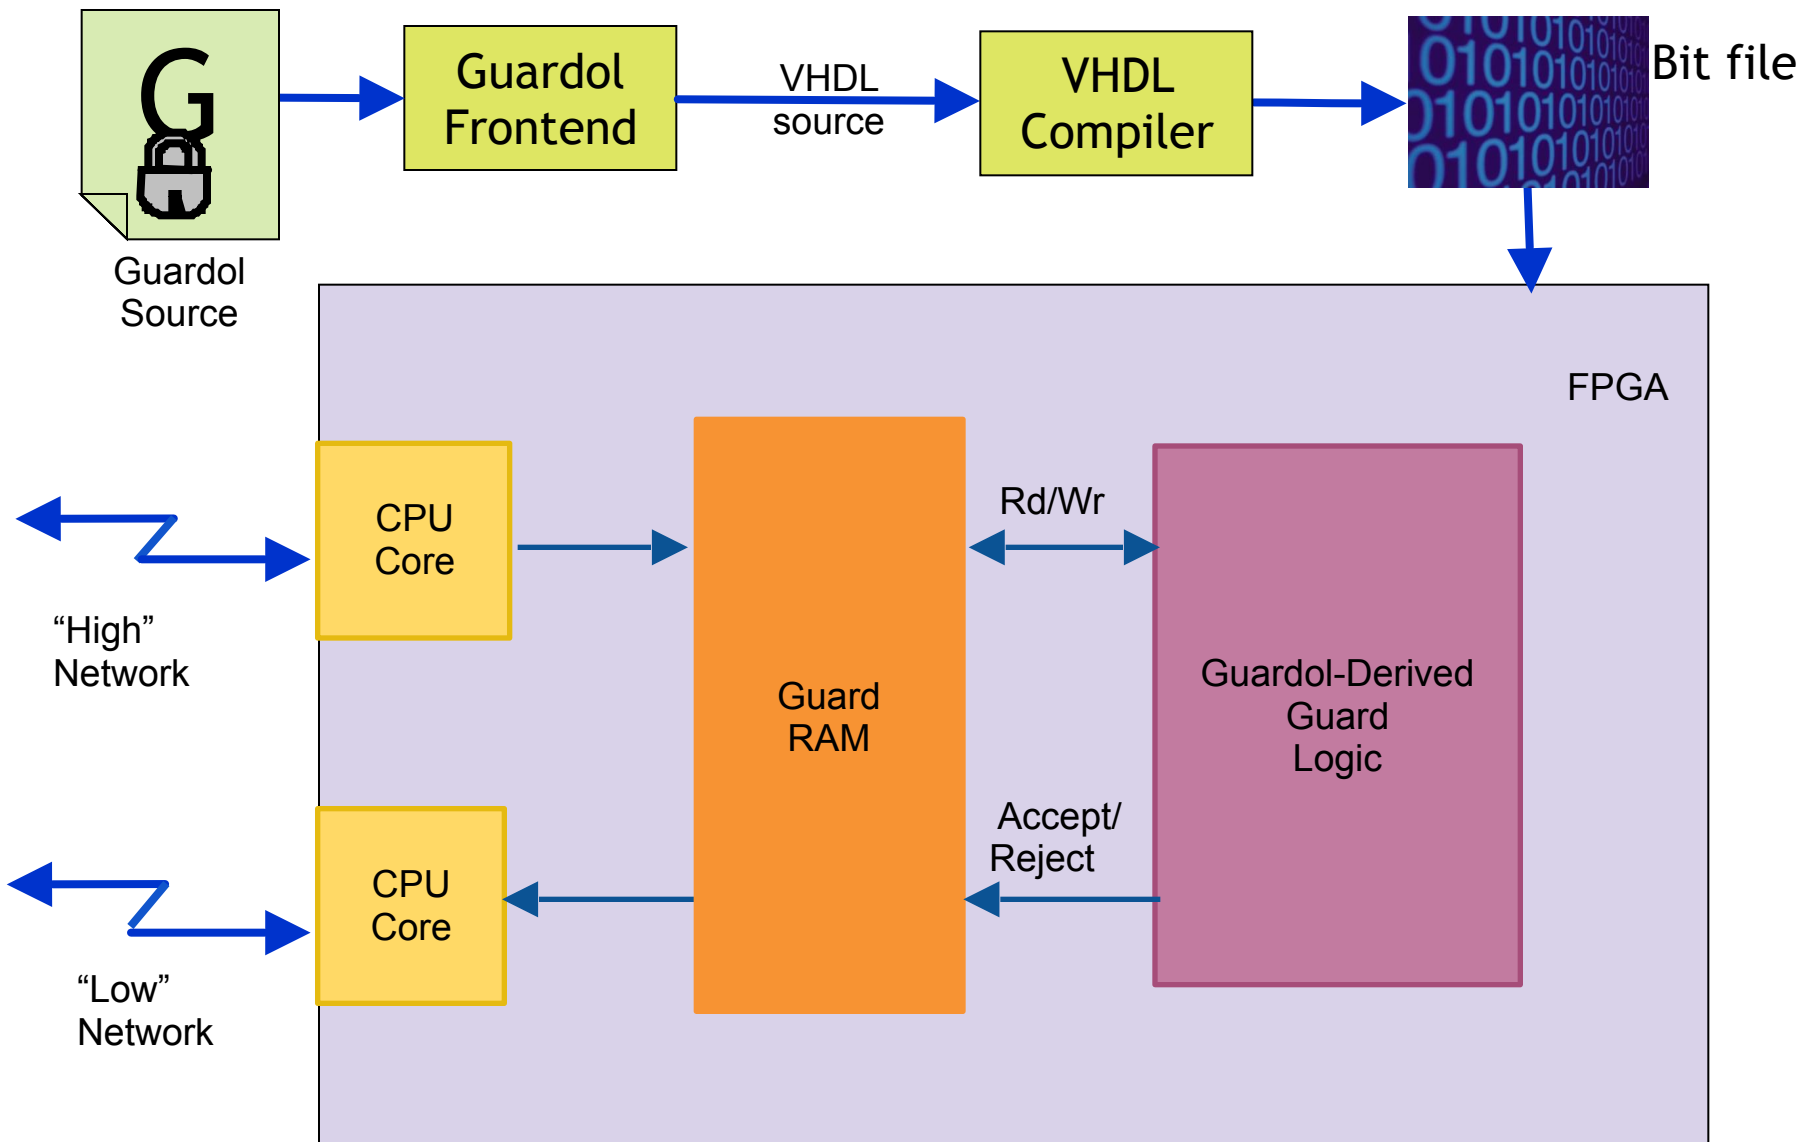 G
Guardol
Source
Guardol
Frontend
VHDL
source
VHDL
Compiler
Bit file
FPGA
CPU
Core
Rd/Wr
“High”
Network
Guard
RAM
Guardol-Derived
Guard
Logic
Accept/
Reject
CPU
Core
“Low”
Network